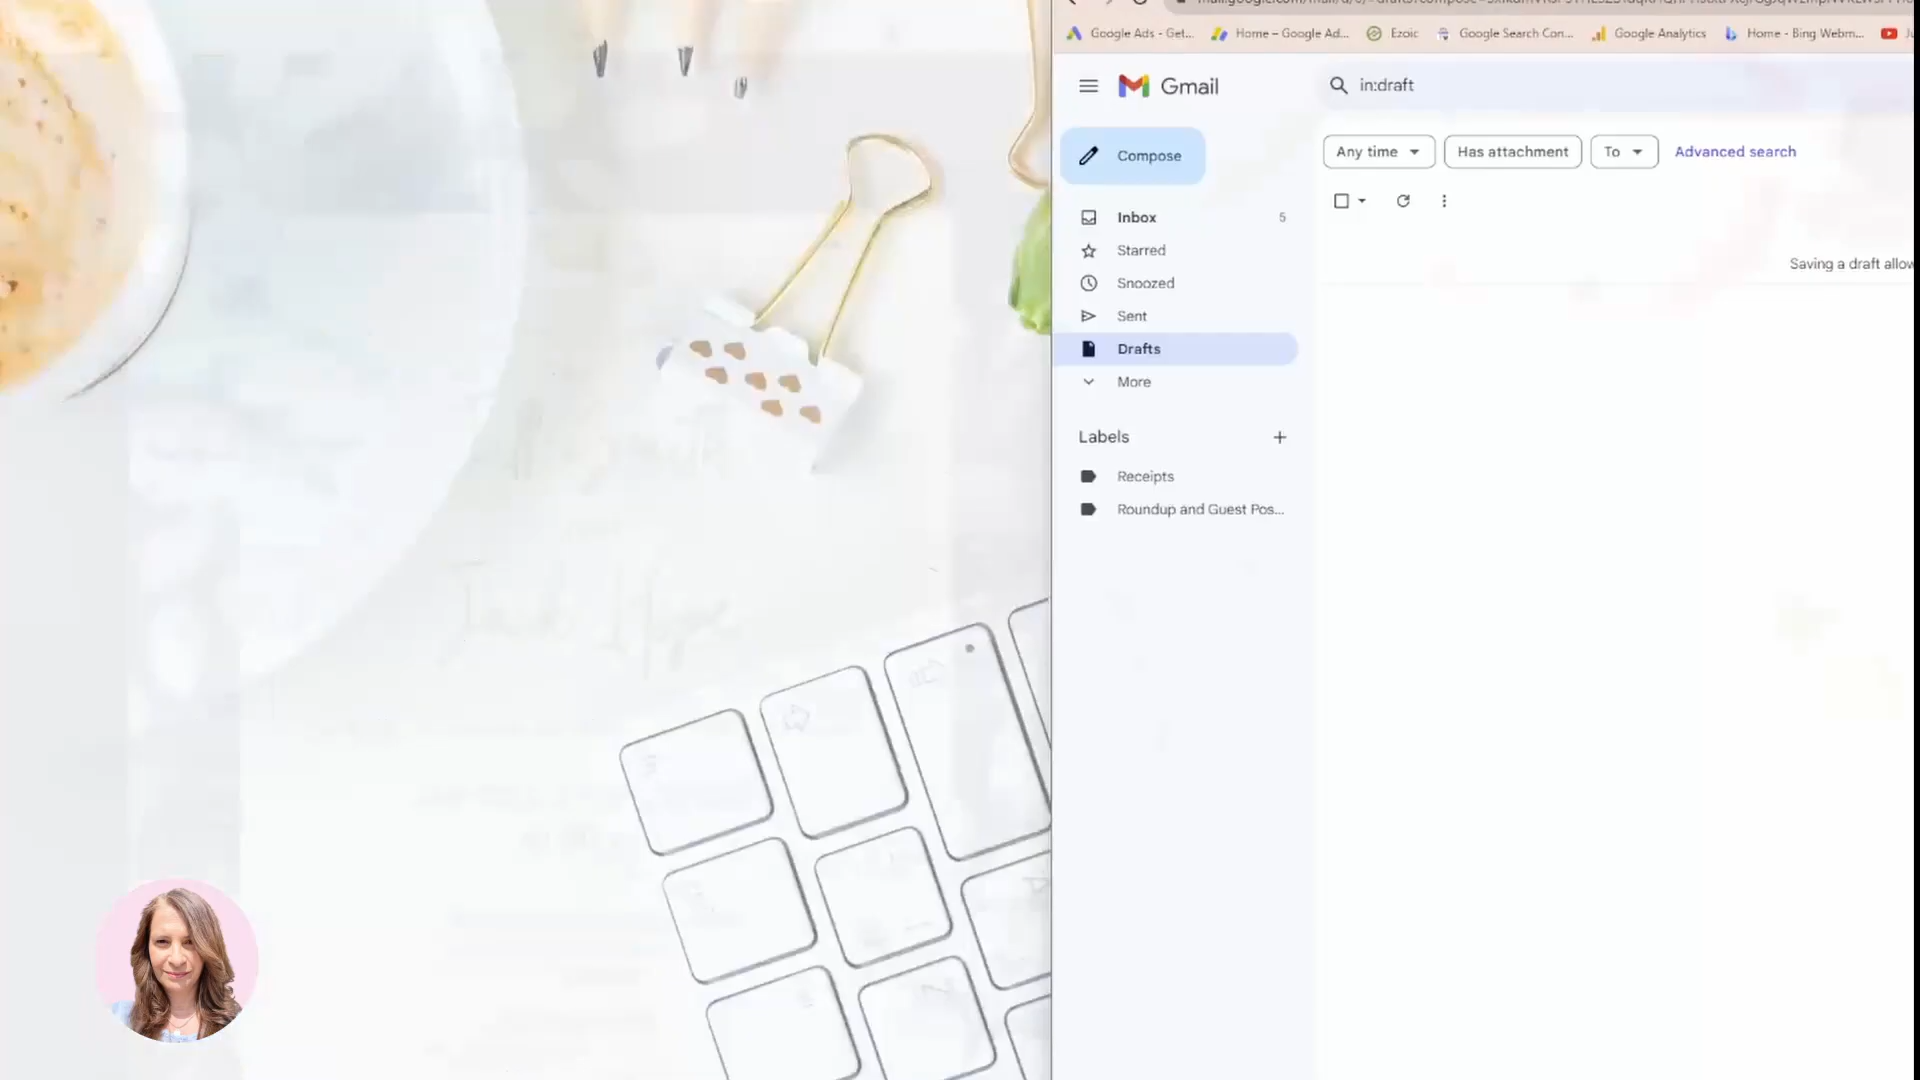 Google Ads - Get...
Home – Google Ad...
Ezoic
Google Search Con...
Google Analytics
Home - Bing Webm...
Gmail
in:draft
Compose
Any time
Has attachment
To
Advanced search
Inbox
5
Starred
Snoozed
Saving a draft allow
Sent
Drafts
More
Labels
Receipts
Roundup and Guest Pos...